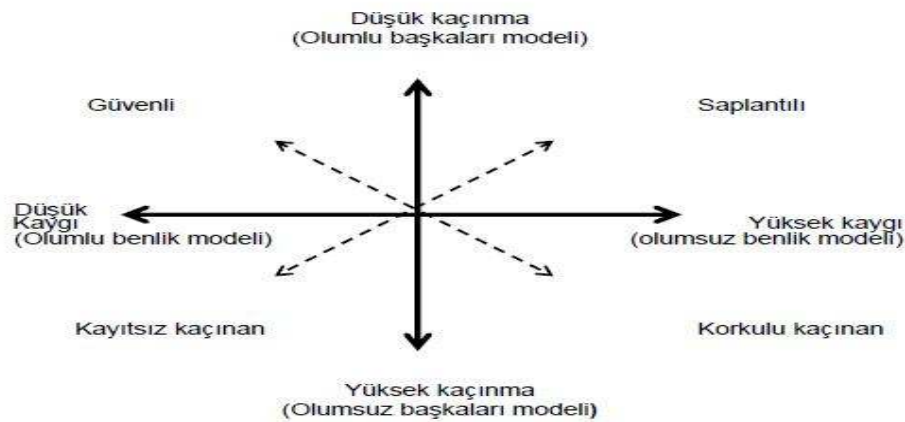 Düşük kaçınma
(Olumlu başkaları modeli)
Güvenli
Saplantılı
Düşük
Kaygı
(Olumlu benlik modeli)
Yüksek kaygı
(olumsuz benlik modeli)
Kayıtsız kaçınan
Korkulu kaçınan
Yüksek kaçınma
(Olumsuz başkaları modeli)